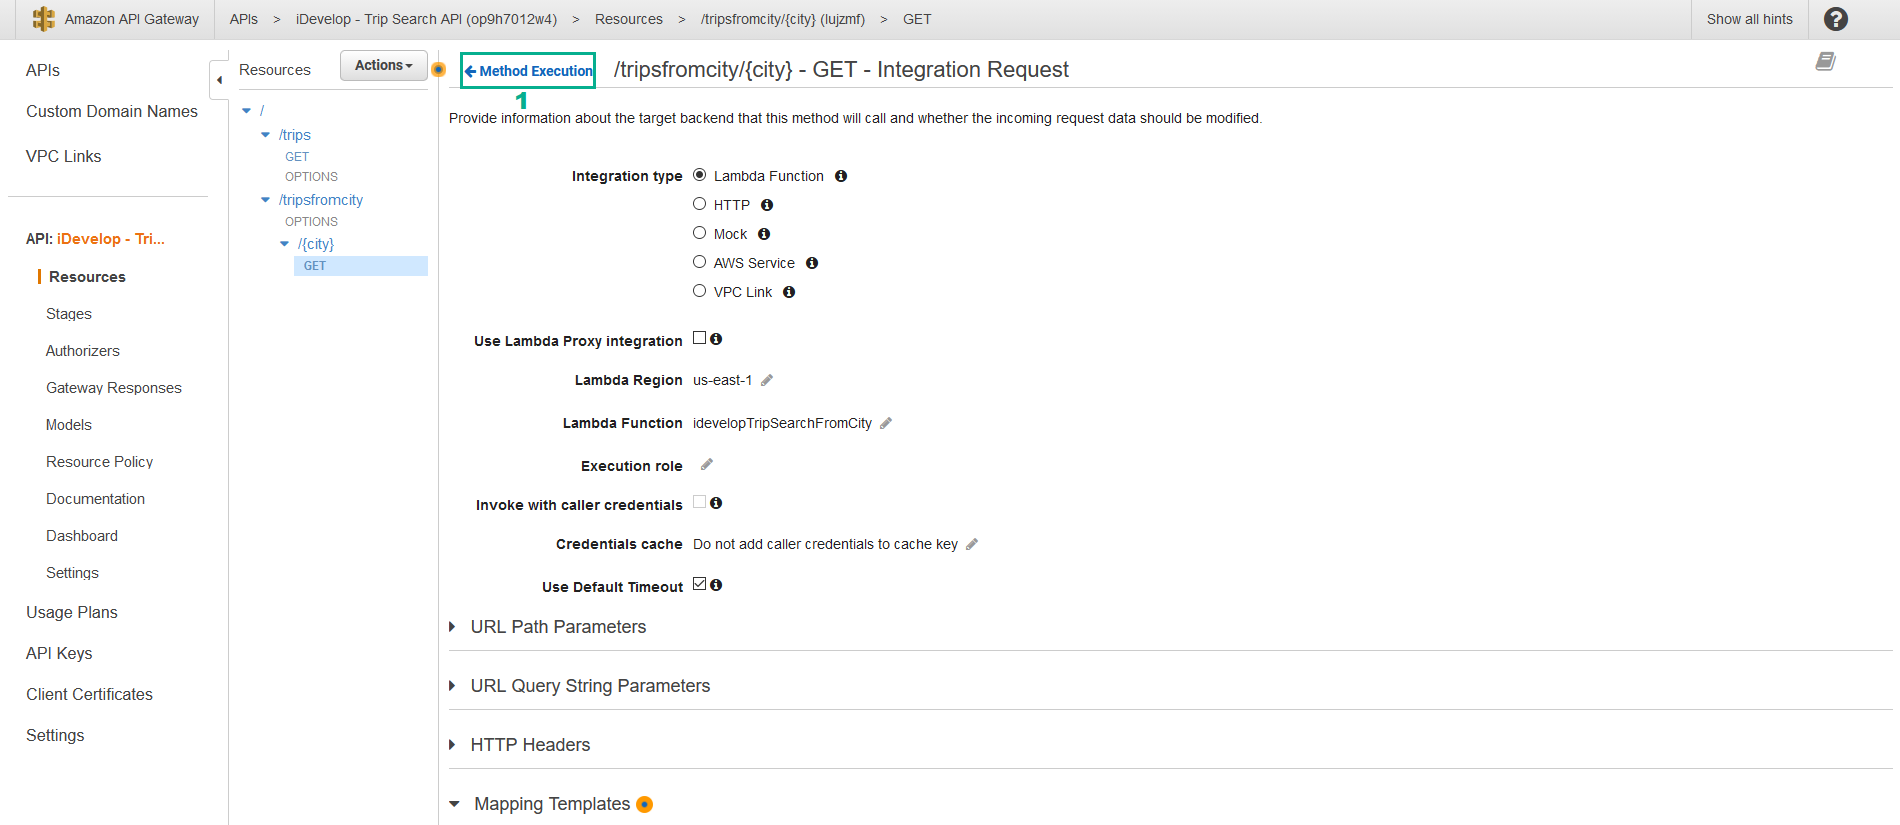 Amazon API Gateway
APIs > iDevelop - Trip Search API (op9h7012w4) > Resources > /tripsfromcity/{city} (lujzmf) > GET
Show all hints
?
APIs
Custom Domain Names
VPC Links
API: iDevelop - Tri...
Resources
Stages
Authorizers
Gateway Responses
Models
Resource Policy
Documentation
Dashboard
Settings
Usage Plans
API Keys
Client Certificates
Settings
Resources
Actions
/
/trips
GET
OPTIONS
/tripsfromcity
OPTIONS
/{city}
GET
Method Execution
1
/tripsfromcity/{city} - GET - Integration Request
Provide information about the target backend that this method will call and whether the incoming request data should be modified.
Integration type Lambda Function
HTTP
Mock
AWS Service
VPC Link
Use Lambda Proxy integration
Lambda Region us-east-1
Lambda Function idevelopTripSearchFromCity
Execution role
Invoke with caller credentials
Credentials cache Do not add caller credentials to cache key
Use Default Timeout
URL Path Parameters
URL Query String Parameters
HTTP Headers
Mapping Templates